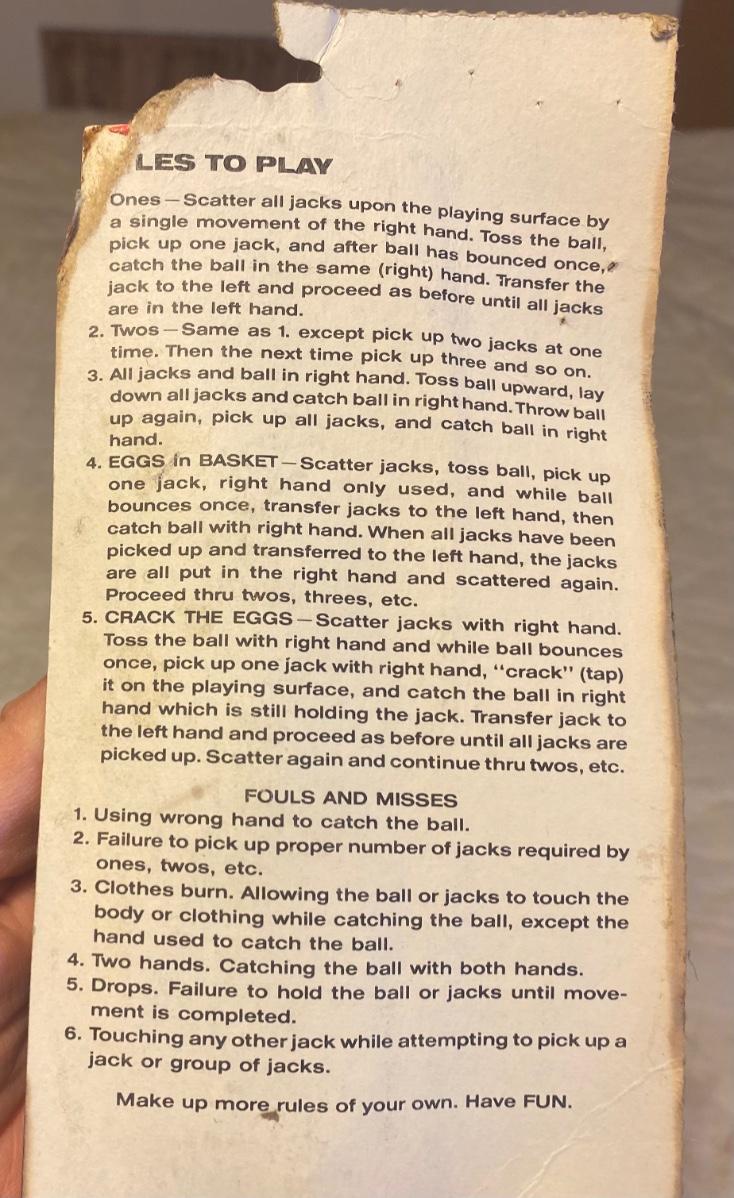 LES TO PLAY
Ones — Scatter all jacks upon the playing surface by
a single movement of the right hand. Toss the ball,
pick up one jack, and after ball has bounced once,
catch the ball in the same (right) hand. Transfer the
jack to the left and proceed as before until all jacks
are in the left hand.
2. Twos — Same as 1. except pick up two jacks at one
time. Then the next time pick up three and so on.
3. All jacks and ball in right hand. Toss ball upward, lay
down all jacks and catch ball in right hand. Throw ball
up again, pick up all jacks, and catch ball in right
hand.
4. EGGS in BASKET — Scatter jacks, toss ball, pick up
one jack, right hand only used, and while ball
bounces once, transfer jacks to the left hand, then
catch ball with right hand. When all jacks have been
picked up and transferred to the left hand, the jacks
are all put in the right hand and scattered again.
Proceed thru twos, threes, etc.
5. CRACK THE EGGS — Scatter jacks with right hand.
Toss the ball with right hand and while ball bounces
once, pick up one jack with right hand, “crack” (tap)
it on the playing surface, and catch the ball in right
hand which is still holding the jack. Transfer jack to
the left hand and proceed as before until all jacks are
picked up. Scatter again and continue thru twos, etc.
FOULS AND MISSES
1. Using wrong hand to catch the ball.
2. Failure to pick up proper number of jacks required by
ones, twos, etc.
3. Clothes burn. Allowing the ball or jacks to touch the
body or clothing while catching the ball, except the
hand used to catch the ball.
4. Two hands. Catching the ball with both hands.
5. Drops. Failure to hold the ball or jacks until move-
ment is completed.
6. Touching any other jack while attempting to pick up a
jack or group of jacks.
Make up more rules of your own. Have FUN.